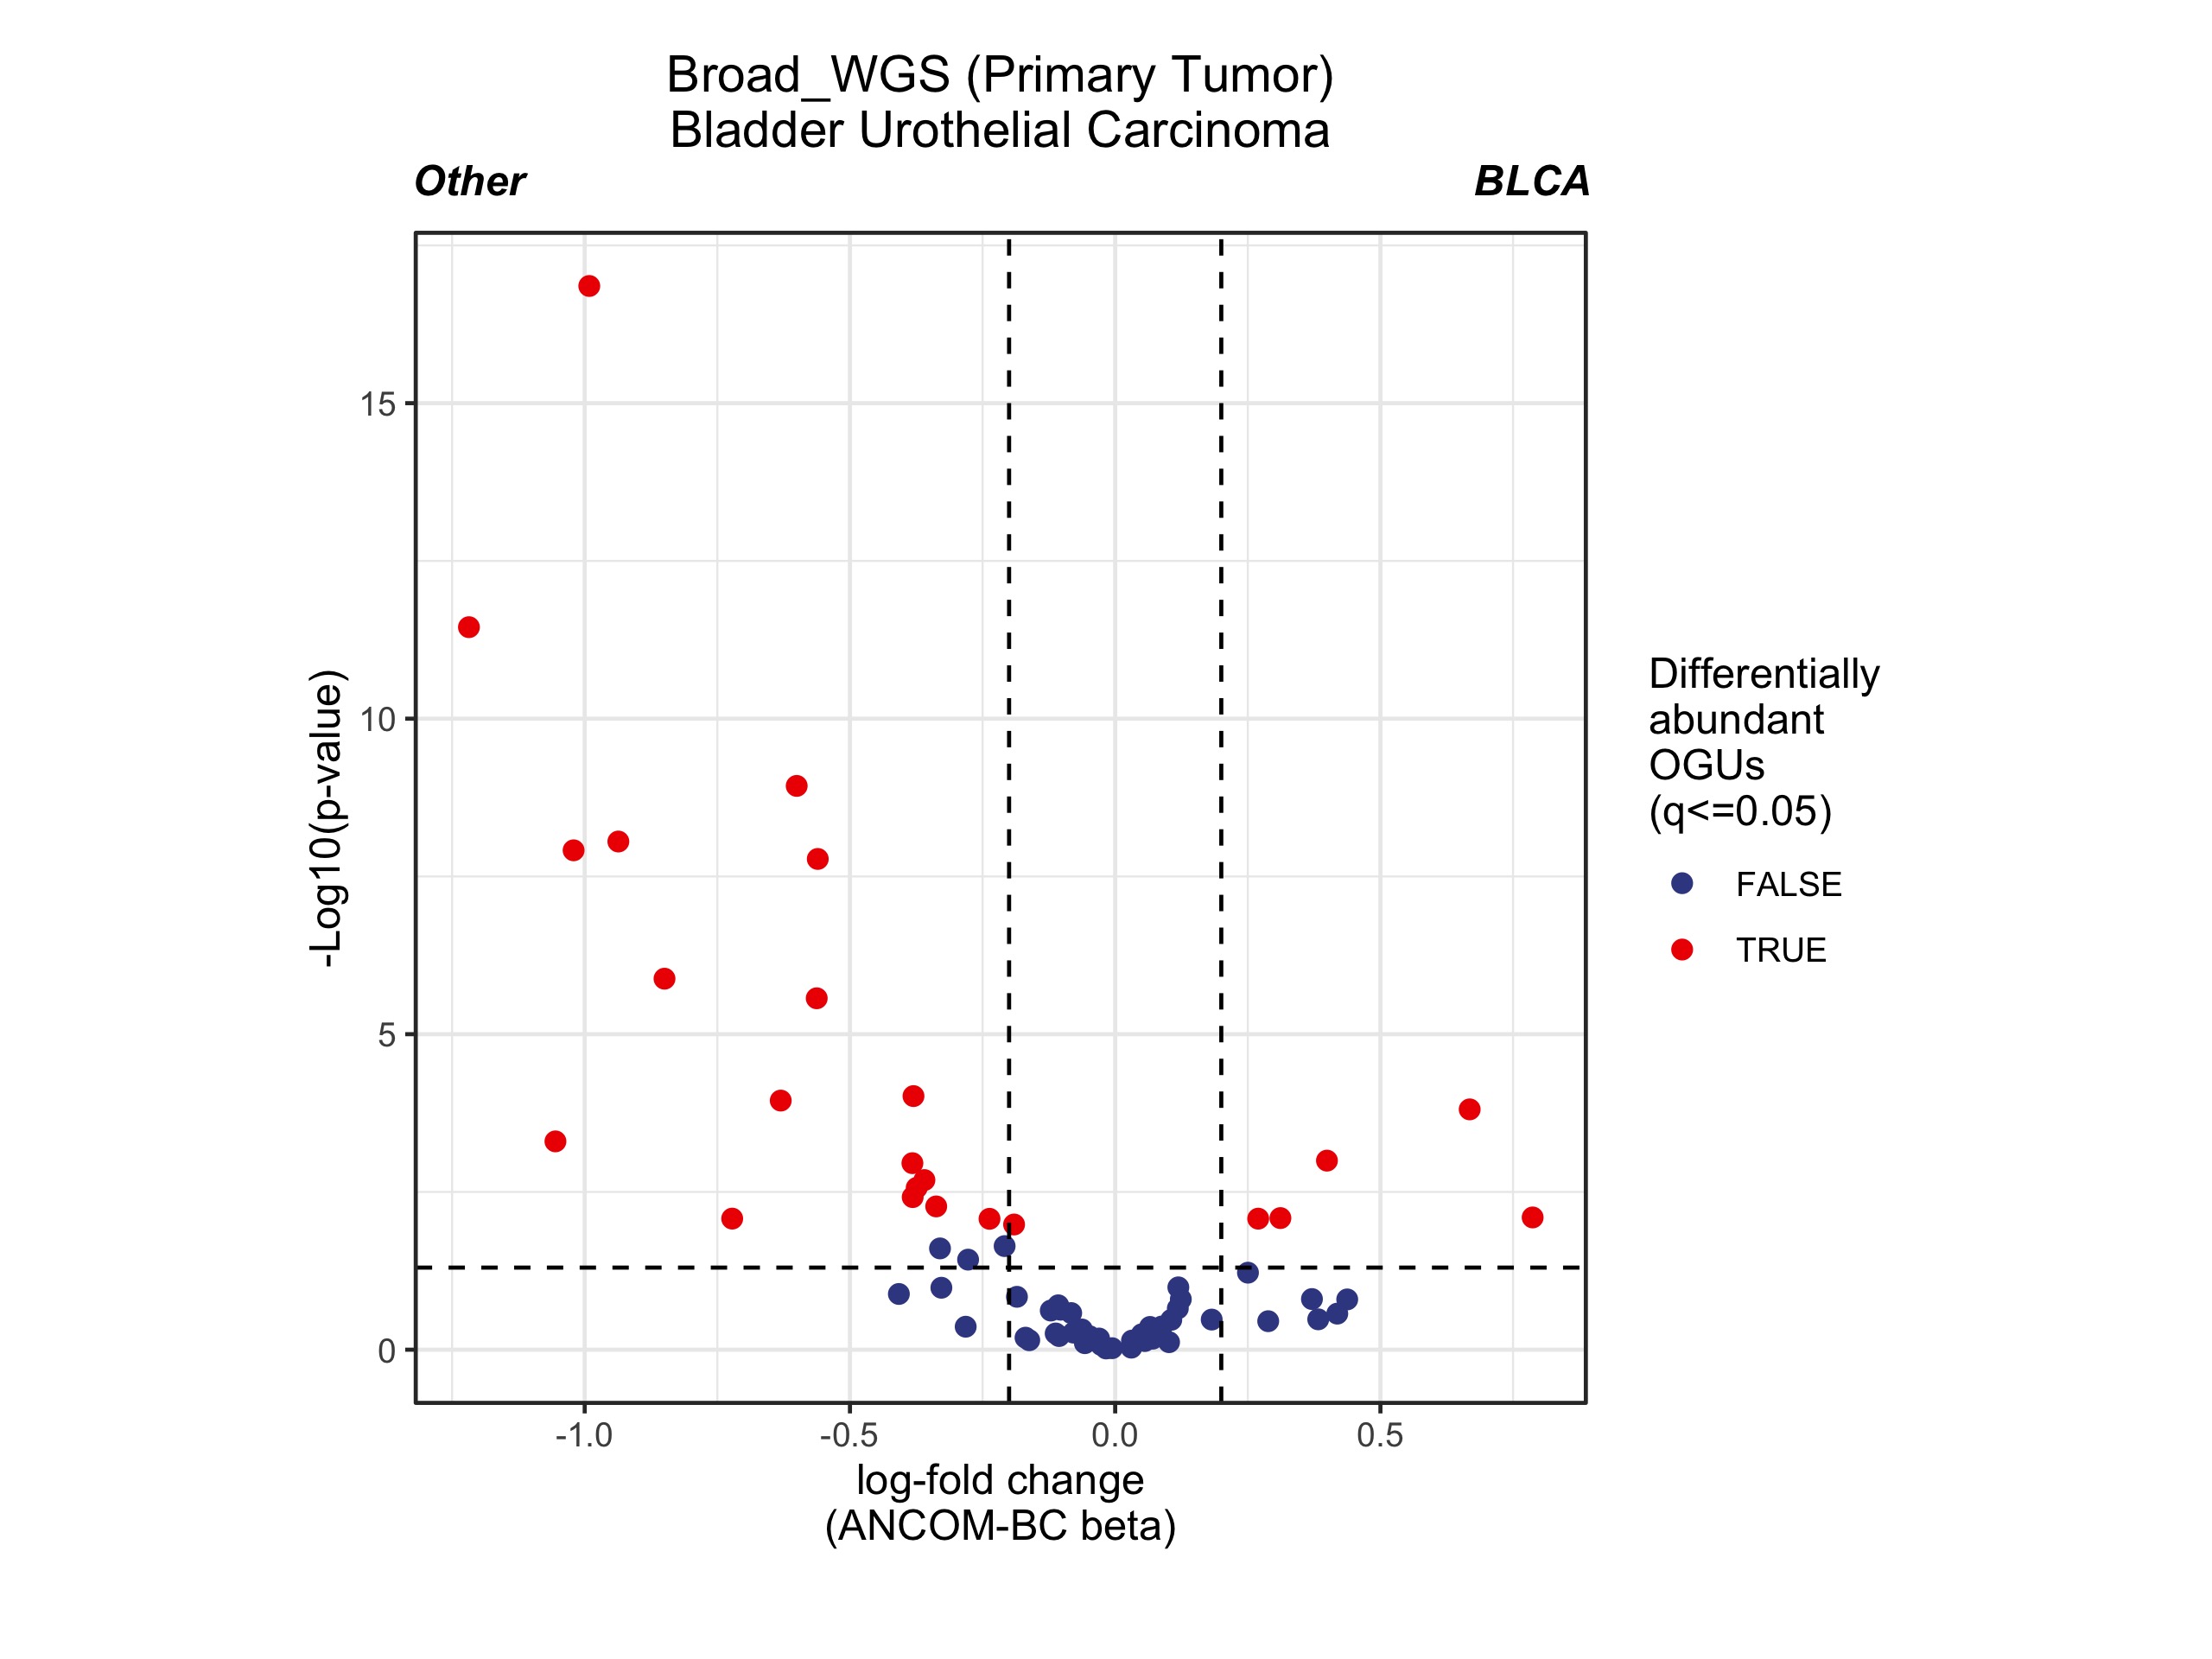 Broad_WGS (Primary Tumor)
Bladder Urothelial Carcinoma
Other
BLCA
-Log10(p-value)
15
10
5
0
-1.0
-0.5
0.0
0.5
log-fold change
(ANCOM-BC beta)
Differentially
abundant
OGUs
(q<=0.05)
FALSE
TRUE